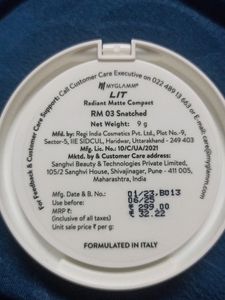 For Feedback & Customer Care Support: Call Customer Care Executive on 022 489 13 663 or E-mail: care@myglamm.com
MYGLAMM
LIT
Radiant Matte Compact
RM 03 Snatched
Net Weight: 9g
Mfd. by: Regi India Cosmetics Pvt. Ltd., Plot No.-9,
Sector-5, IIE SIDCUL, Haridwar, Uttarakhand - 249 403
Mfg. Lic. No.: 10/C/UA/2021
Mktd. by & Customer Care address:
Sanghvi Beauty & Technologies Private Limited,
105/2 Sanghvi House, Shivajinagar, Pune - 411 005,
Maharashtra, India
Mfg. Date & B. No.: 01/23.B013
Use before: 06/25
MRP ₹: ₹ 299.00
(inclusive of all taxes)
Unit sale price ₹ per g: ₹ 32.22
FORMULATED IN ITALY